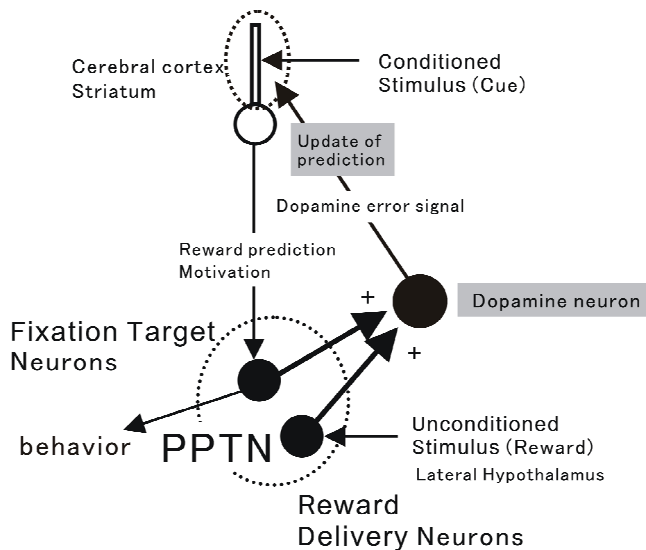 Cerebral cortex
Striatum
Conditioned
Stimulus (Cue)
Update of
prediction
Dopamine error signal
Reward prediction
Motivation
+
Dopamine neuron
+
Fixation Target
Neurons
behavior
PPTN
Unconditioned
Stimulus (Reward)
Lateral Hypothalamus
Reward
Delivery Neurons